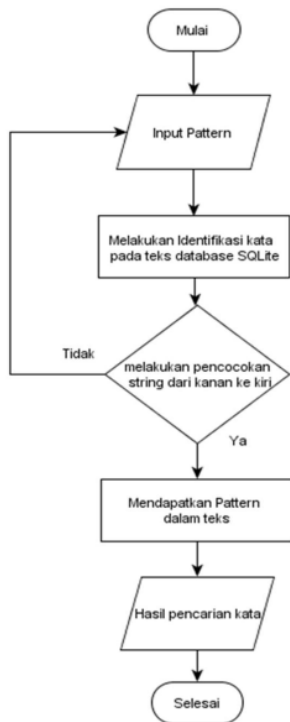 Mulai
Input Pattern
Melakukan Identifikasi kata
pada teks database SQLite
Tidak
melakukan pencocokan
string dari kanan ke kiri
Ya
Mendapatkan Pattern
dalam teks
Hasil pencarian kata
Selesai